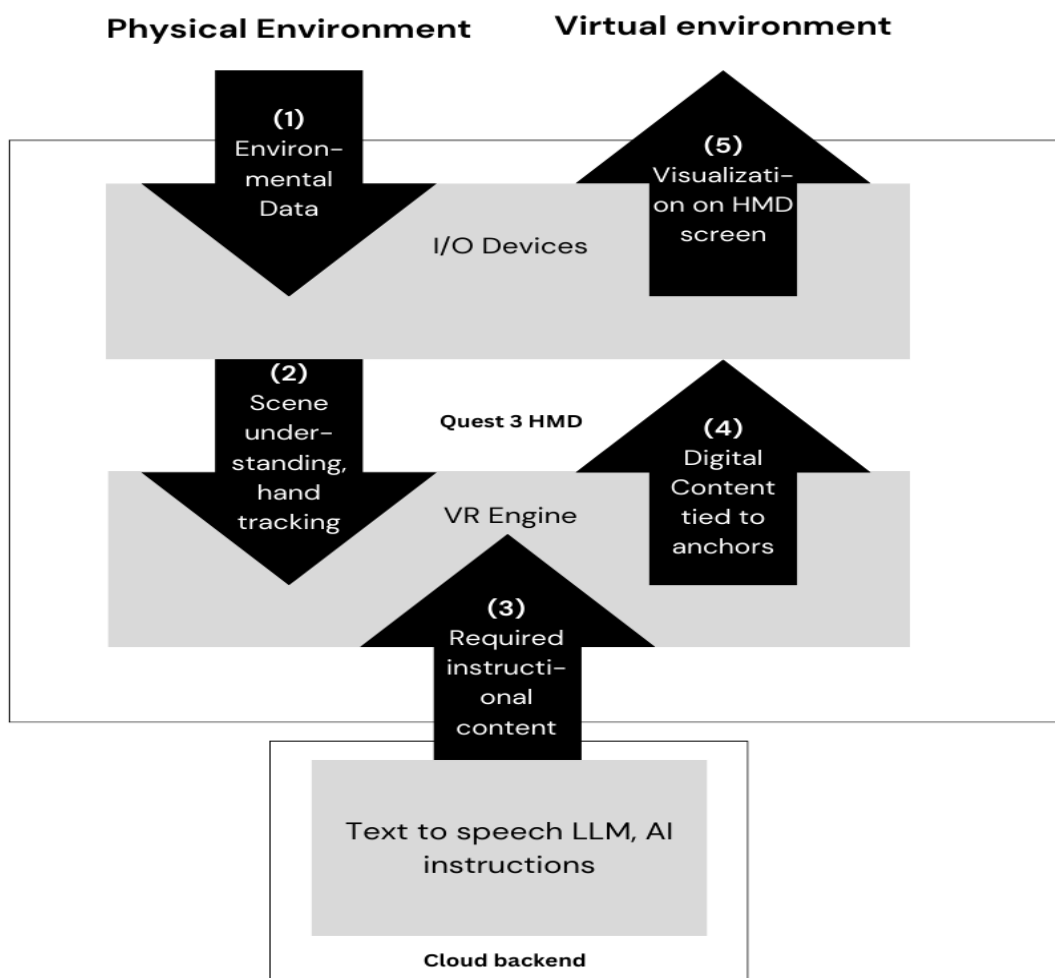 Physical Environment
Virtual environment
(1)
Environ-
mental
Data
(5)
Visualizati-
on on HMD
screen
I/O Devices
(2)
Scene
under-
standing,
hand
tracking
Quest 3 HMD
(4)
Digital
Content
tied to
anchors
VR Engine
(3)
Required
instructi-
onal
content
Text to speech LLM, AI
instructions
Cloud backend